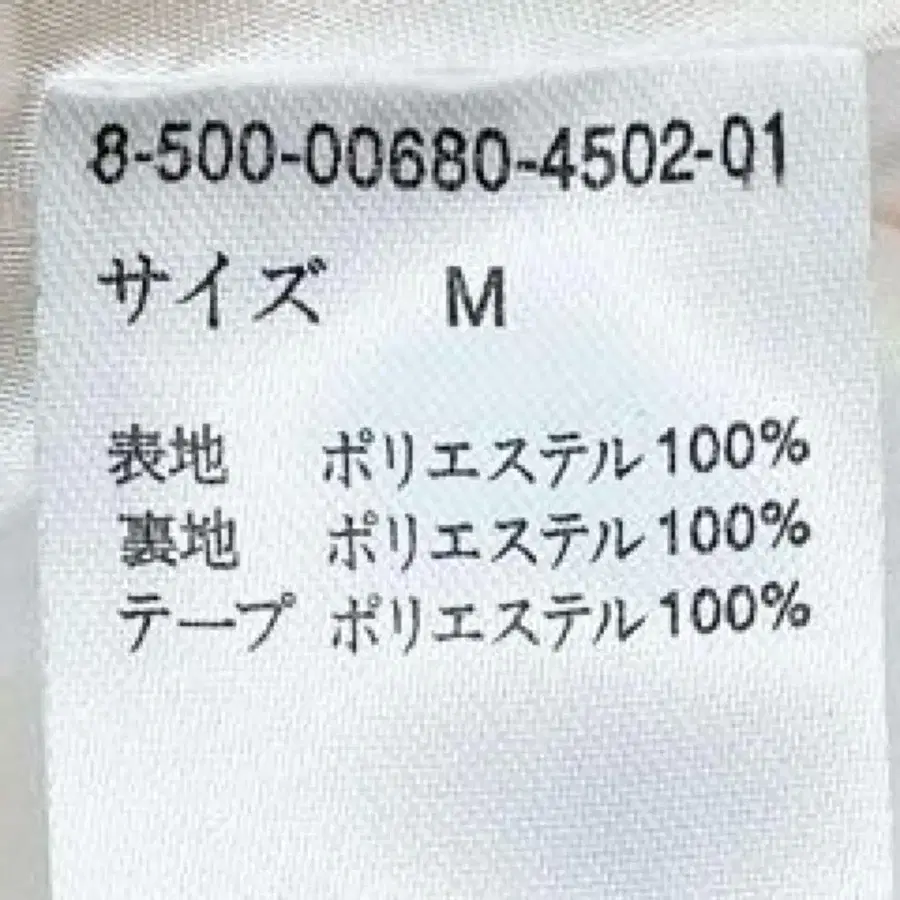 8-500-00680-4502-01
サイズ M
表地 ポリエステル100%
裏地 ポリエステル100%
テープ ポリエステル100%